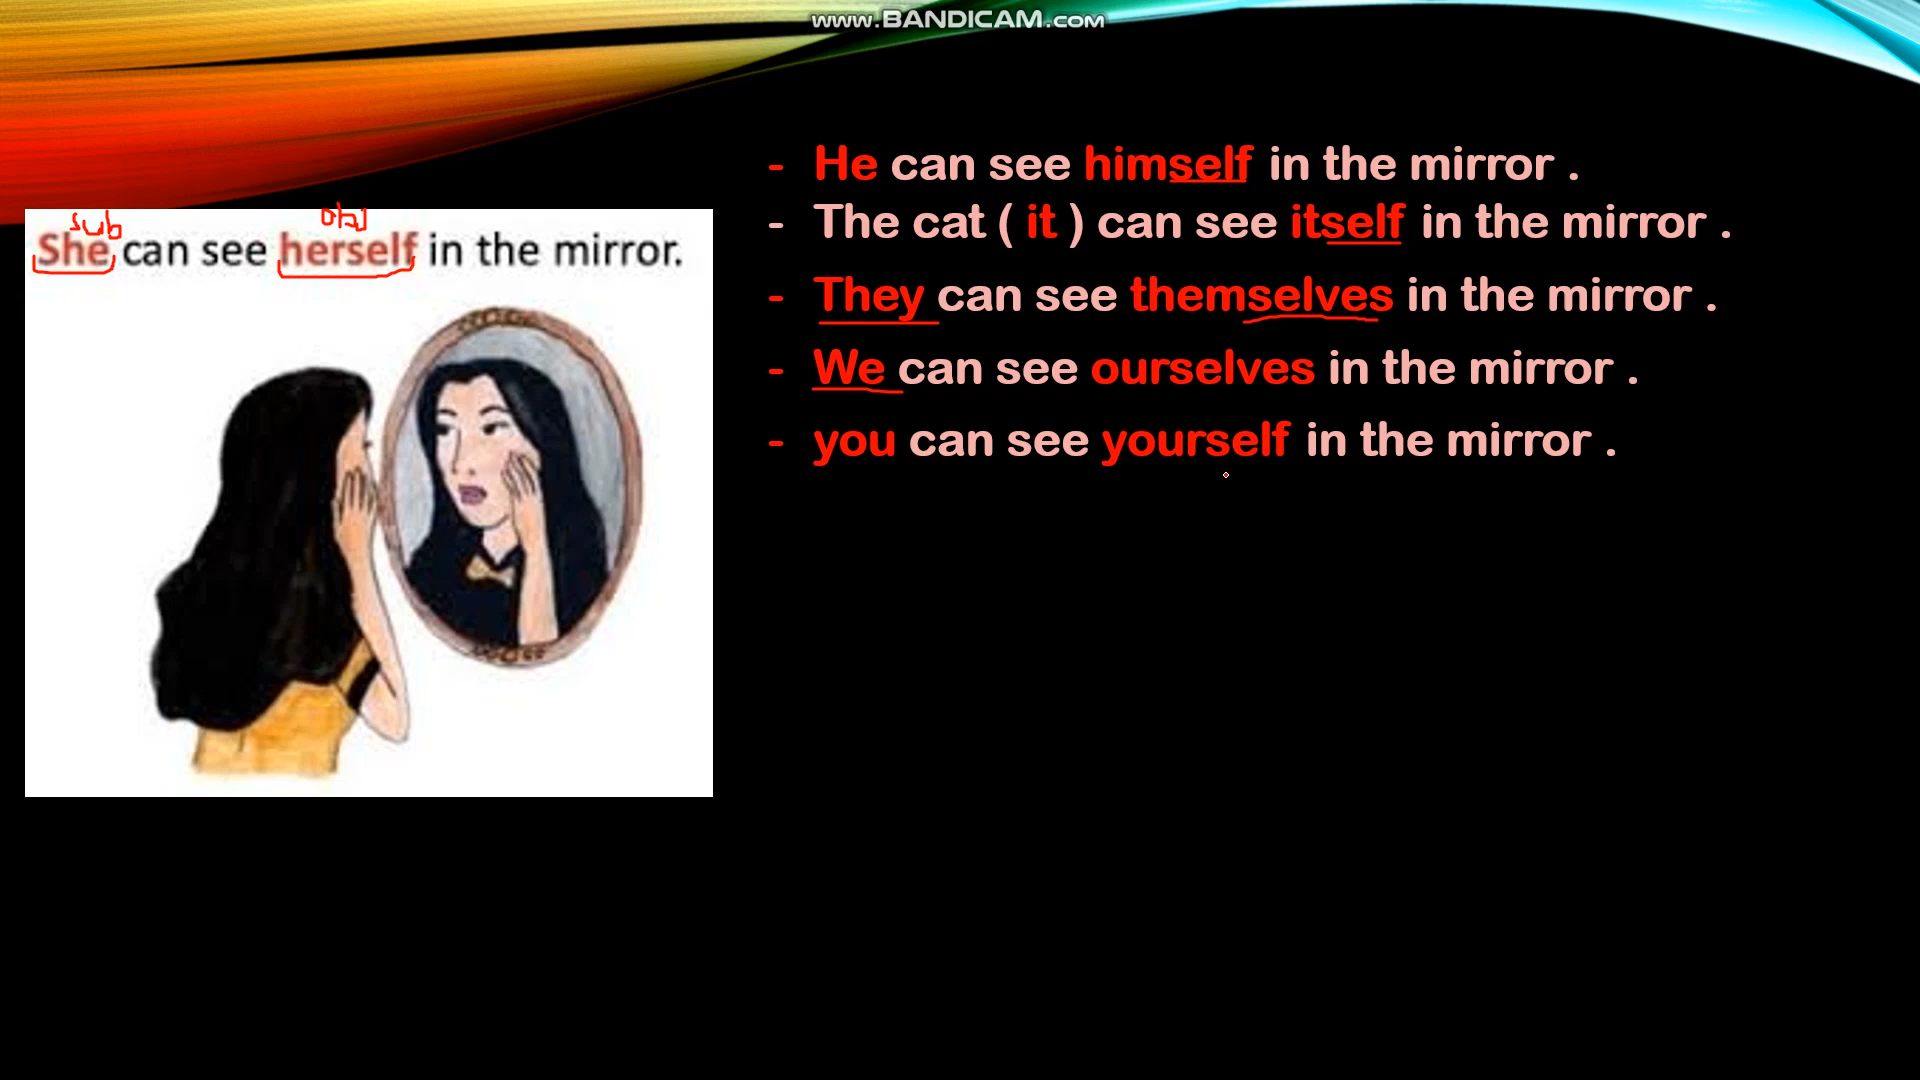 www.BANDICAM.com
sub
obj
She can see herself in the mirror.
- He can see himself in the mirror .
- The cat ( it ) can see itself in the mirror .
- They can see themselves in the mirror .
- We can see ourselves in the mirror .
- you can see yourself in the mirror .